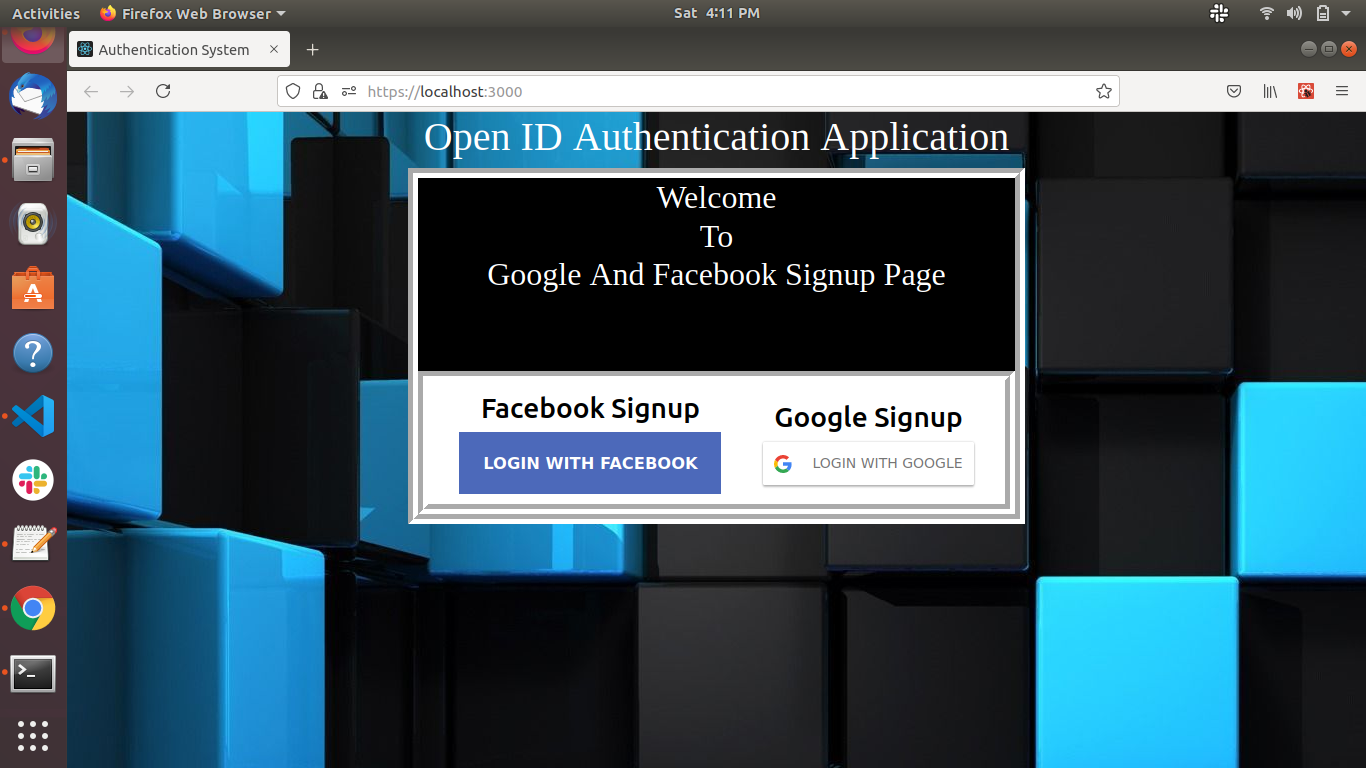 Activities Firefox Web Browser Sat 4:11 PM
Authentication System
https://localhost:3000
Open ID Authentication Application
Welcome
To
Google And Facebook Signup Page
Facebook Signup
Google Signup
LOGIN WITH FACEBOOK
LOGIN WITH GOOGLE